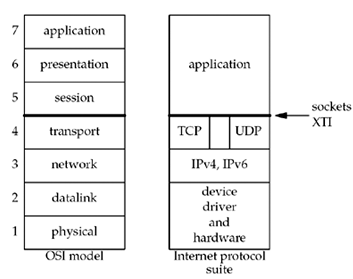 7 application
6 presentation
5 session
4 transport
3 network
2 datalink
1 physical
OSI model
application
sockets
XTI
TCP UDP
IPv4, IPv6
device
driver
and
hardware
Internet protocol
suite